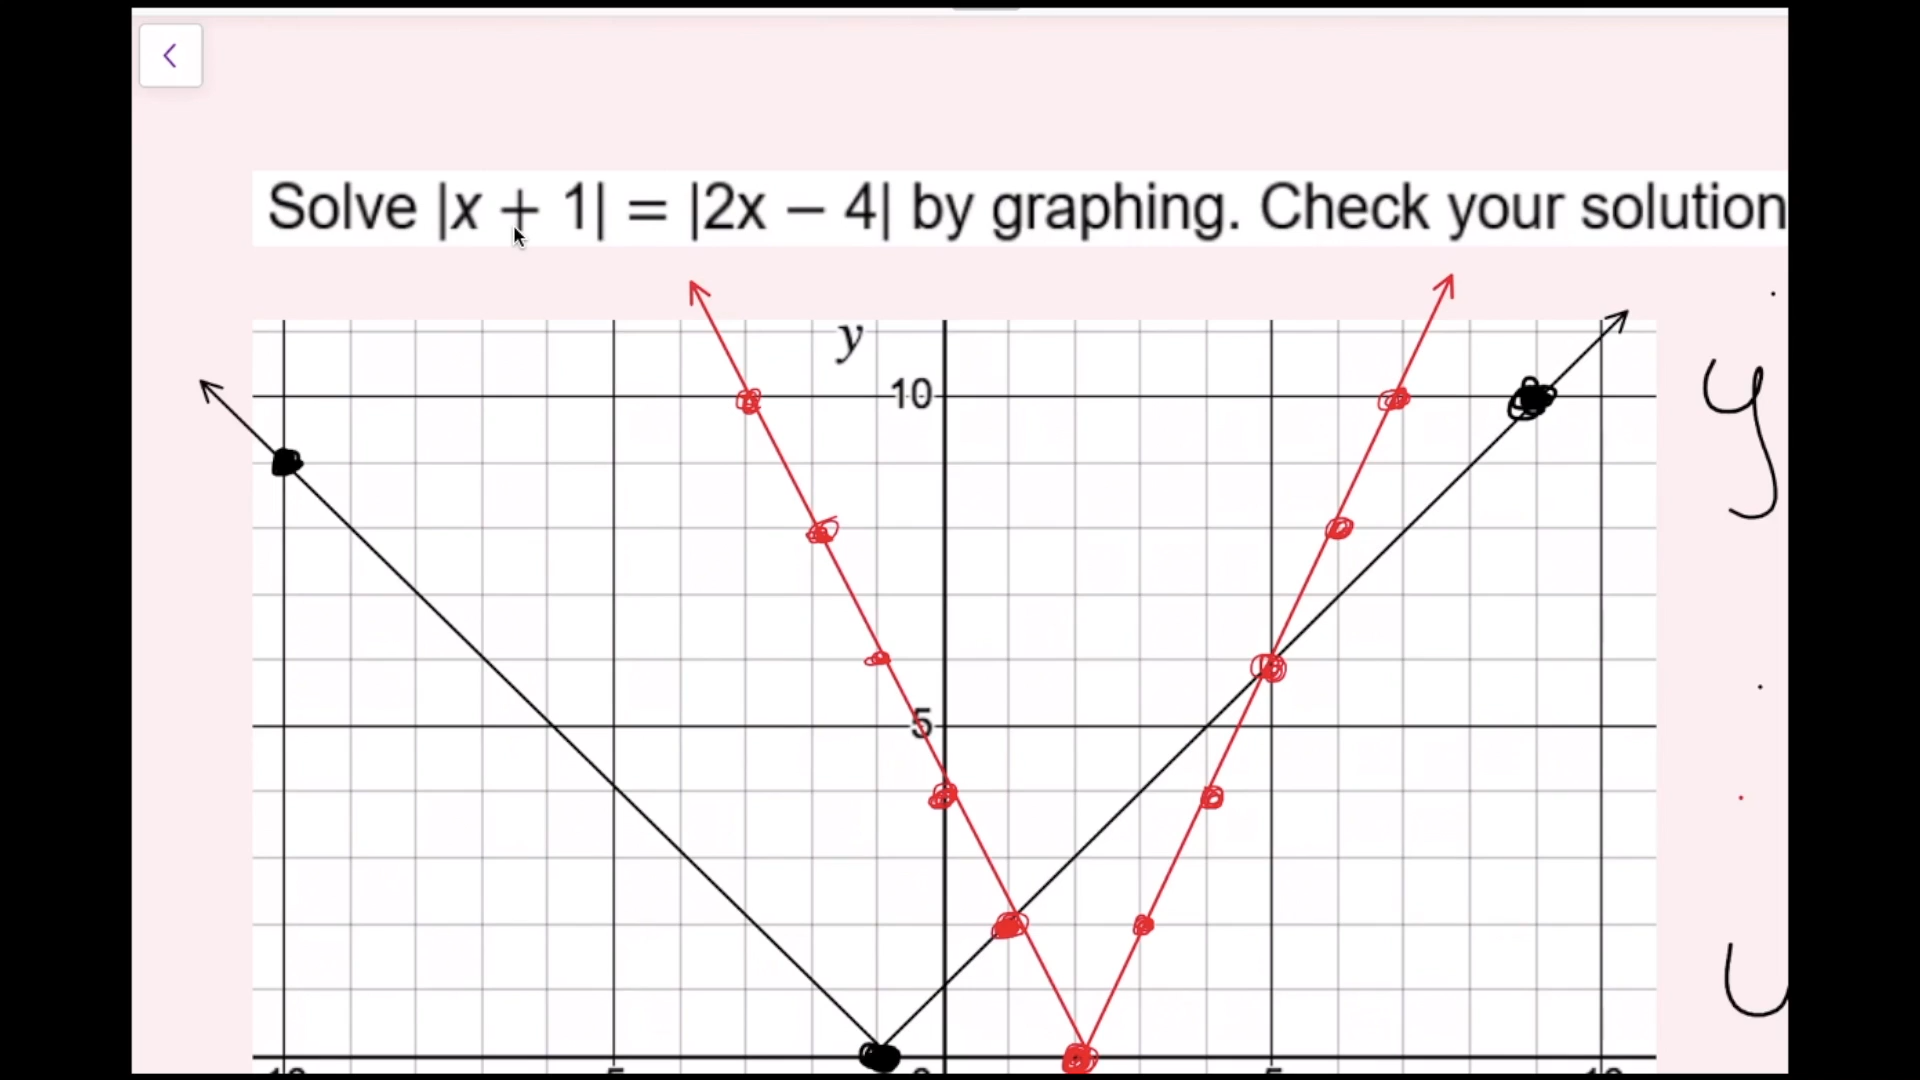 Solve |x + 1| = |2x – 4| by graphing. Check your solution
y
10
y
5